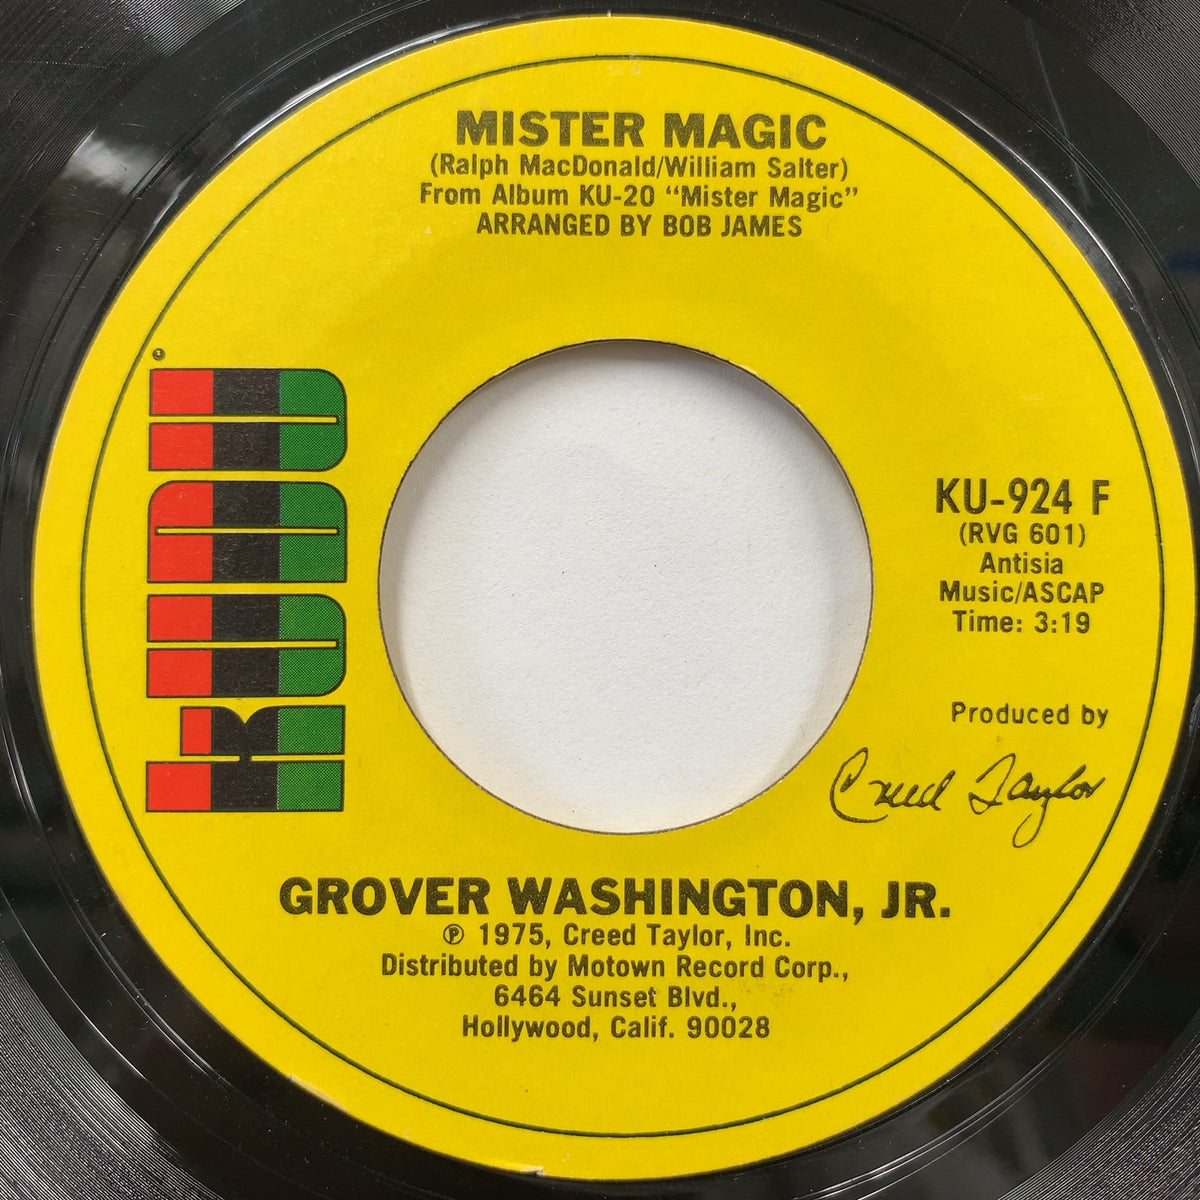 MISTER MAGIC
(Ralph MacDonald/William Salter)
From Album KU-20 "Mister Magic"
ARRANGED BY BOB JAMES
KUDU
KU-924 F
(RVG 601)
Antisia
Music/ASCAP
Time: 3:19
Produced by
Creed Taylor
GROVER WASHINGTON, JR.
℗ 1975, Creed Taylor, Inc.
Distributed by Motown Record Corp.,
6464 Sunset Blvd.,
Hollywood, Calif. 90028